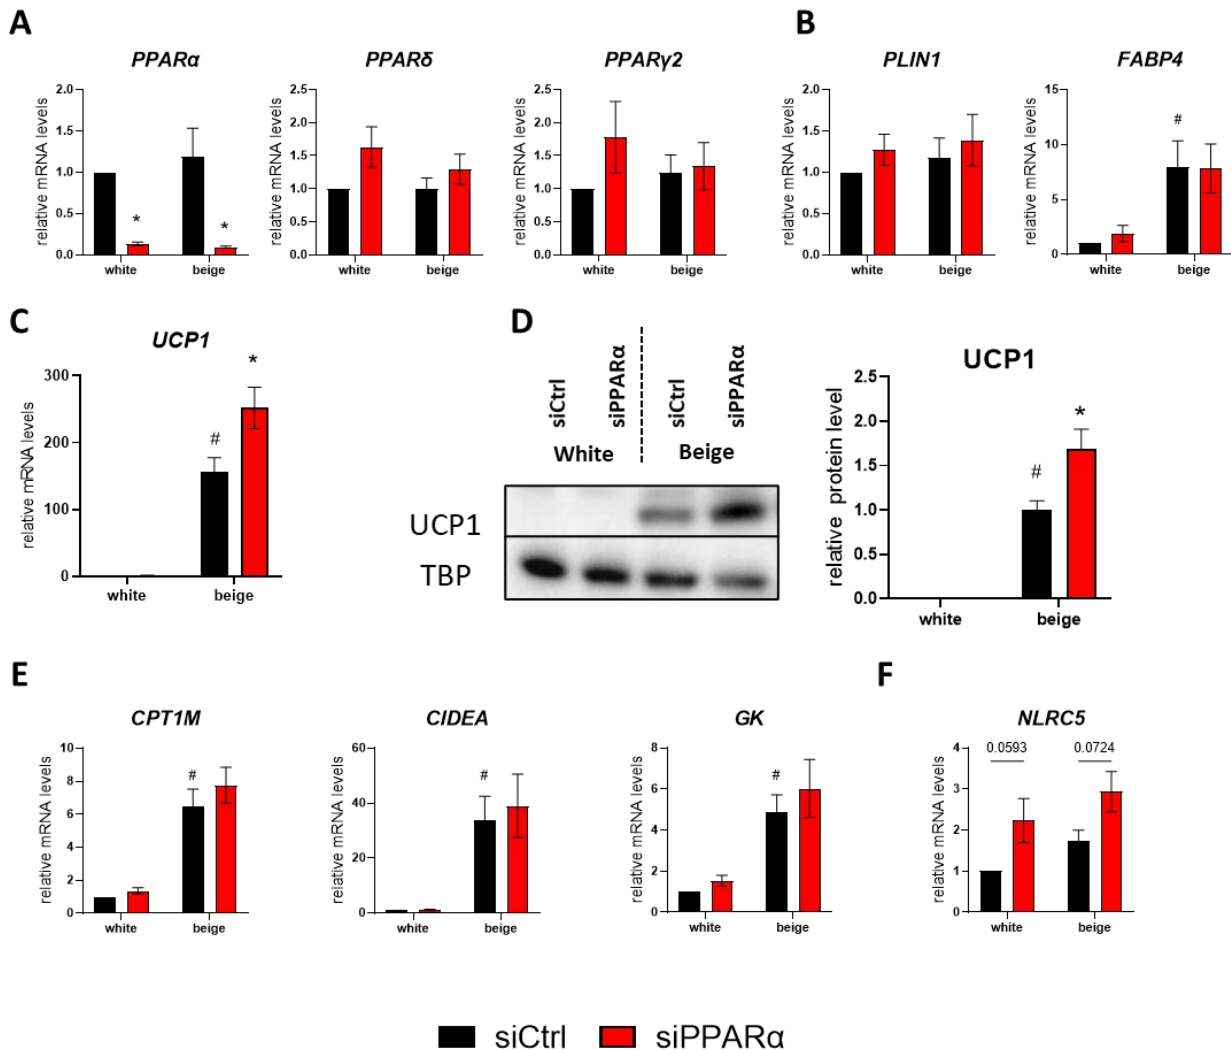 A
B
PPARα
PPARδ
PPARγ2
PLIN1
FABP4
relative mRNA levels
2.0
1.5
1.0
0.5
0.0
*
*
white
beige
relative mRNA levels
2.5
2.0
1.5
1.0
0.5
0.0
white
beige
relative mRNA levels
2.5
2.0
1.5
1.0
0.5
0.0
white
beige
relative mRNA levels
2.0
1.5
1.0
0.5
0.0
white
beige
relative mRNA levels
15
10
5
0
#
white
beige
C
UCP1
relative mRNA levels
300
200
100
0
#
*
white
beige
D
siCtrl
siPPARα
siCtrl
siPPARα
White
Beige
UCP1
TBP
UCP1
relative protein level
2.5
2.0
1.5
1.0
0.5
0.0
#
*
white
beige
E
CPT1M
relative mRNA levels
10
8
6
4
2
0
#
white
beige
CIDEA
relative mRNA levels
60
40
20
0
#
white
beige
GK
relative mRNA levels
8
6
4
2
0
#
white
beige
F
NLRC5
relative mRNA levels
4
3
2
1
0
0.0593
0.0724
white
beige
siCtrl
siPPARα